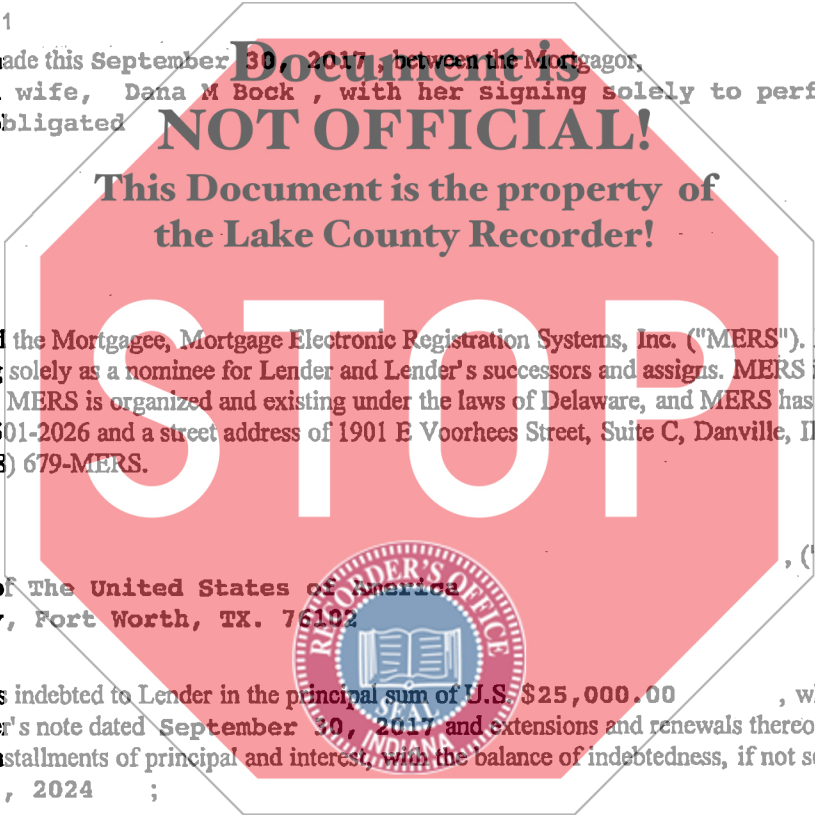 1
ade this September 30, 2017 , between the Mortgagor,
wife, Dana M Bock , with her signing solely to perf
bligated
Document is
NOT OFFICIAL!
This Document is the property of
the Lake County Recorder!
STOP
the Mortgagee, Mortgage Electronic Registration Systems, Inc. ("MERS").
solely as a nominee for Lender and Lender's successors and assigns. MERS i
MERS is organized and existing under the laws of Delaware, and MERS has
01-2026 and a street address of 1901 E Voorhees Street, Suite C, Danville, I
) 679-MERS.
, ("
f The United States of America
, Fort Worth, TX. 76102
RECORDER'S OFFICE
SEAL
INDIANA
s indebted to Lender in the principal sum of U.S. $25,000.00 , w
r's note dated September 30, 2017 and extensions and renewals thereo
stallments of principal and interest, with the balance of indebtedness, if not s
, 2024 ;